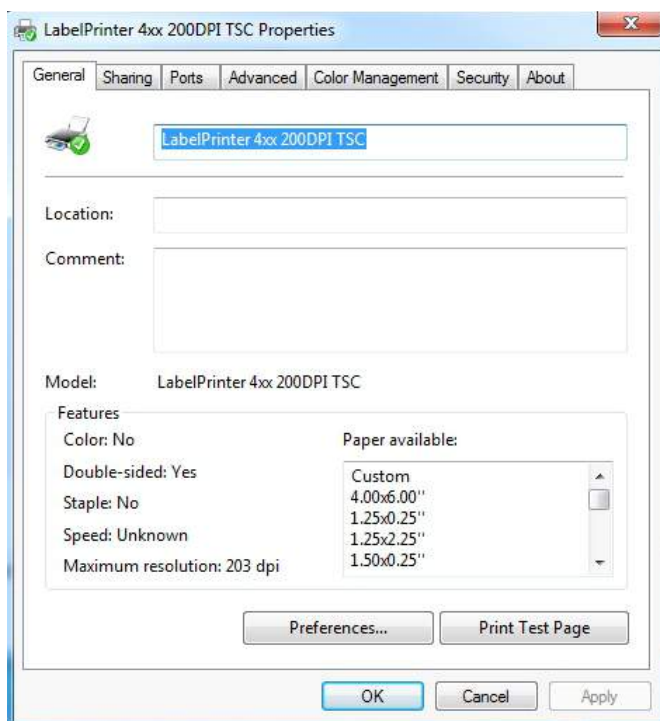 LabelPrinter 4xx 200DPI TSC Properties
General Sharing Ports Advanced Color Management Security About
LabelPrinter 4xx 200DPI TSC
Location:
Comment:
Model: LabelPrinter 4xx 200DPI TSC
Features
Color: No Paper available:
Double-sided: Yes Custom
4.00x6.00''
Staple: No 1.25x0.25''
Speed: Unknown 1.25x2.25''
Maximum resolution: 203 dpi 1.50x0.25''
Preferences... Print Test Page
OK Cancel Apply